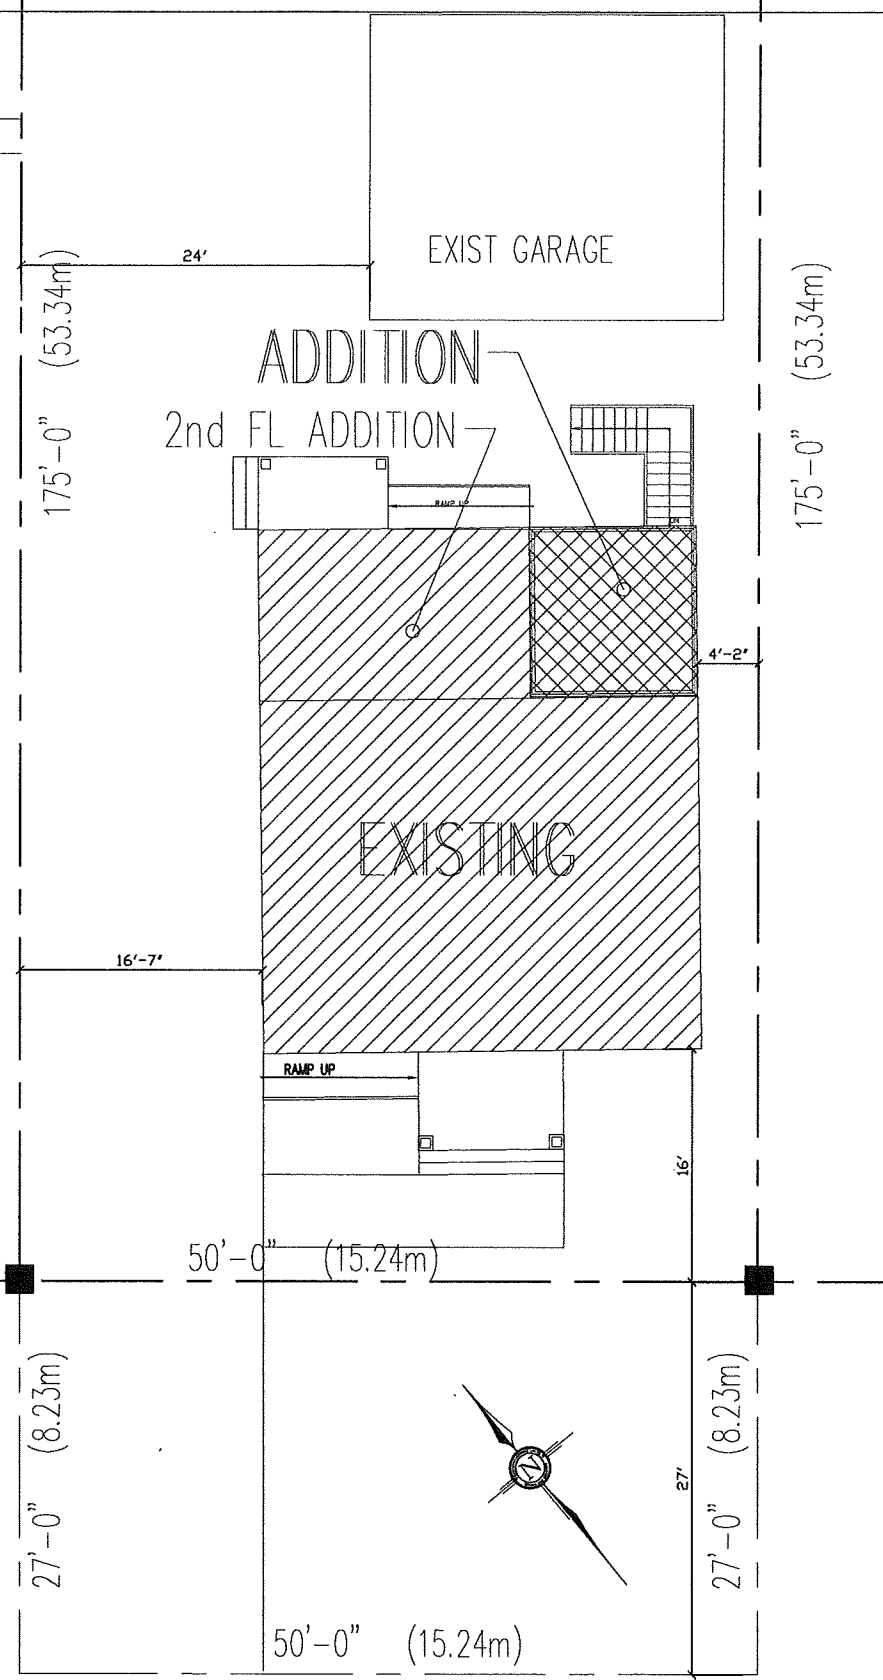 EXIST GARAGE
24'
175'-0" (53.34m)
175'-0" (53.34m)
ADDITION
2nd FL ADDITION
RAMP UP
DN
4'-2"
EXISTING
16'-7"
RAMP UP
16'
50'-0" (15.24m)
27'-0" (8.23m)
27'-0" (8.23m)
N
27'
50'-0" (15.24m)